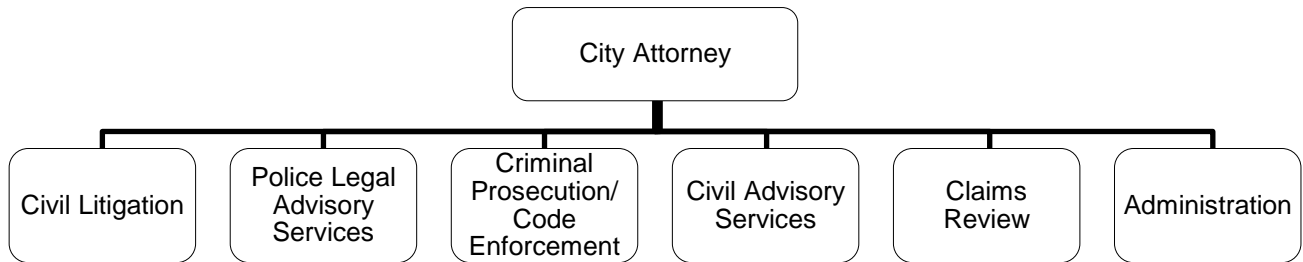 City Attorney
Civil Litigation
Police Legal
Advisory
Services
Criminal
Prosecution/
Code
Enforcement
Civil Advisory
Services
Claims
Review
Administration